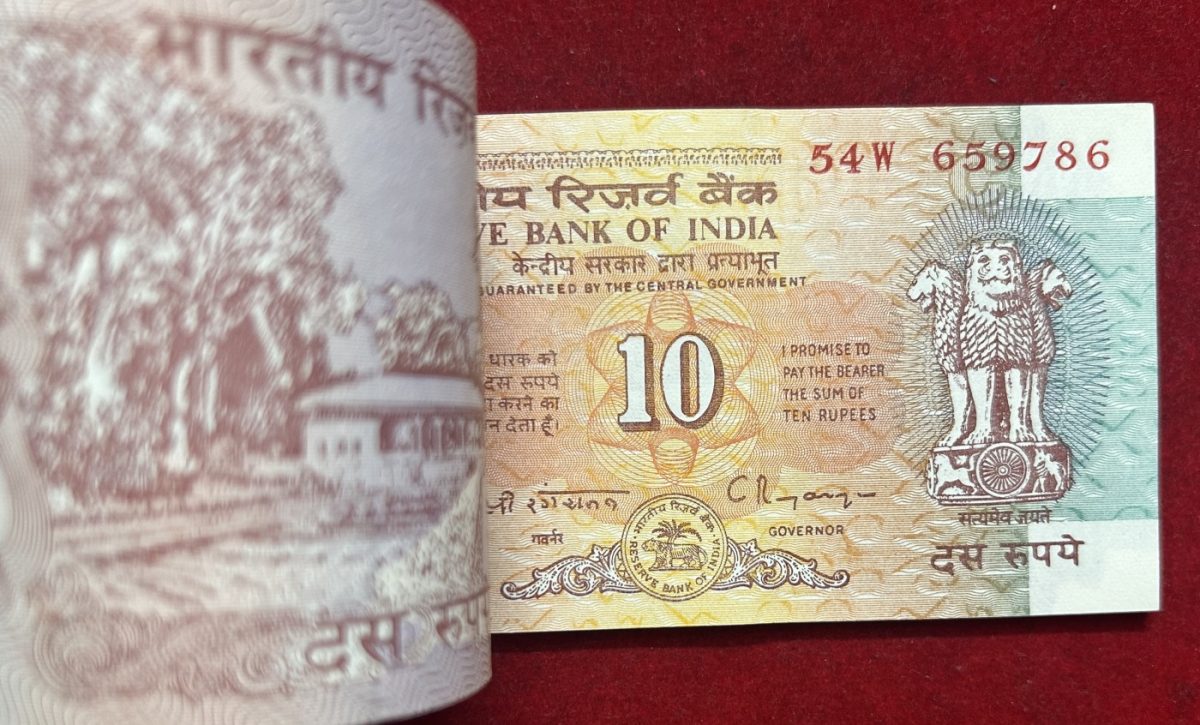 भारतीय रिज़
दस रुप
54W 659786
ीय रिज़र्व बैंक
VE BANK OF INDIA
केन्द्रीय सरकार द्वारा प्रत्याभूत
GUARANTEED BY THE CENTRAL GOVERNMENT
धारक को
दस रुपये
करने का
न देता हूँ।
10
I PROMISE TO
PAY THE BEARER
THE SUM OF
TEN RUPEES
गवर्नर
GOVERNOR
भारतीय रिज़र्व बैंक
RESERVE BANK OF INDIA
सत्यमेव जयते
दस रुपये